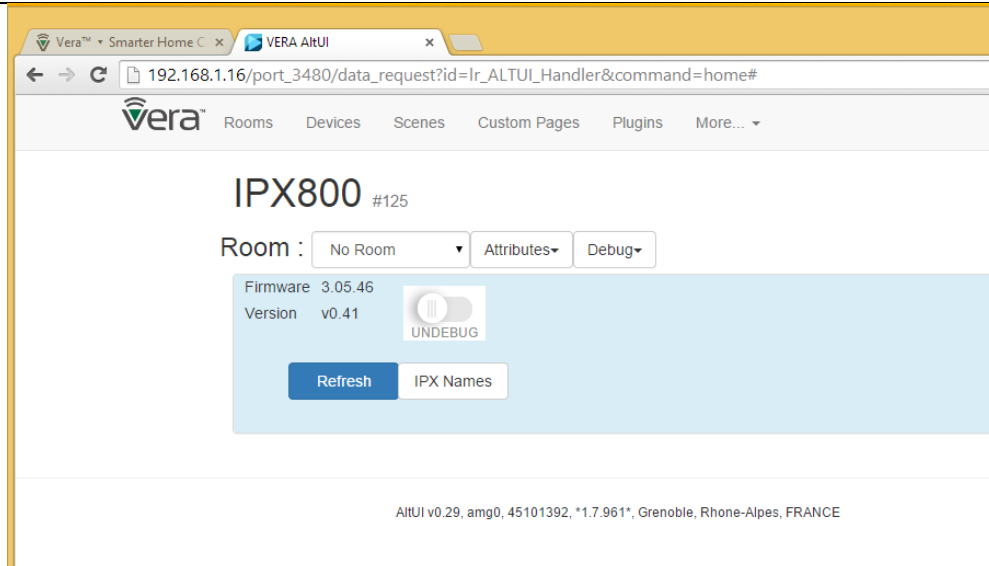 Vera™ • Smarter Home C
VERA AltUI
192.168.1.16/port_3480/data_request?id=lr_ALTUI_Handler&command=home#
vera™ Rooms Devices Scenes Custom Pages Plugins More...
IPX800 #125
Room : No Room Attributes Debug
Firmware 3.05.46
Version v0.41
UNDEBUG
Refresh IPX Names
AltUI v0.29, amg0, 45101392, *1.7.961*, Grenoble, Rhone-Alpes, FRANCE